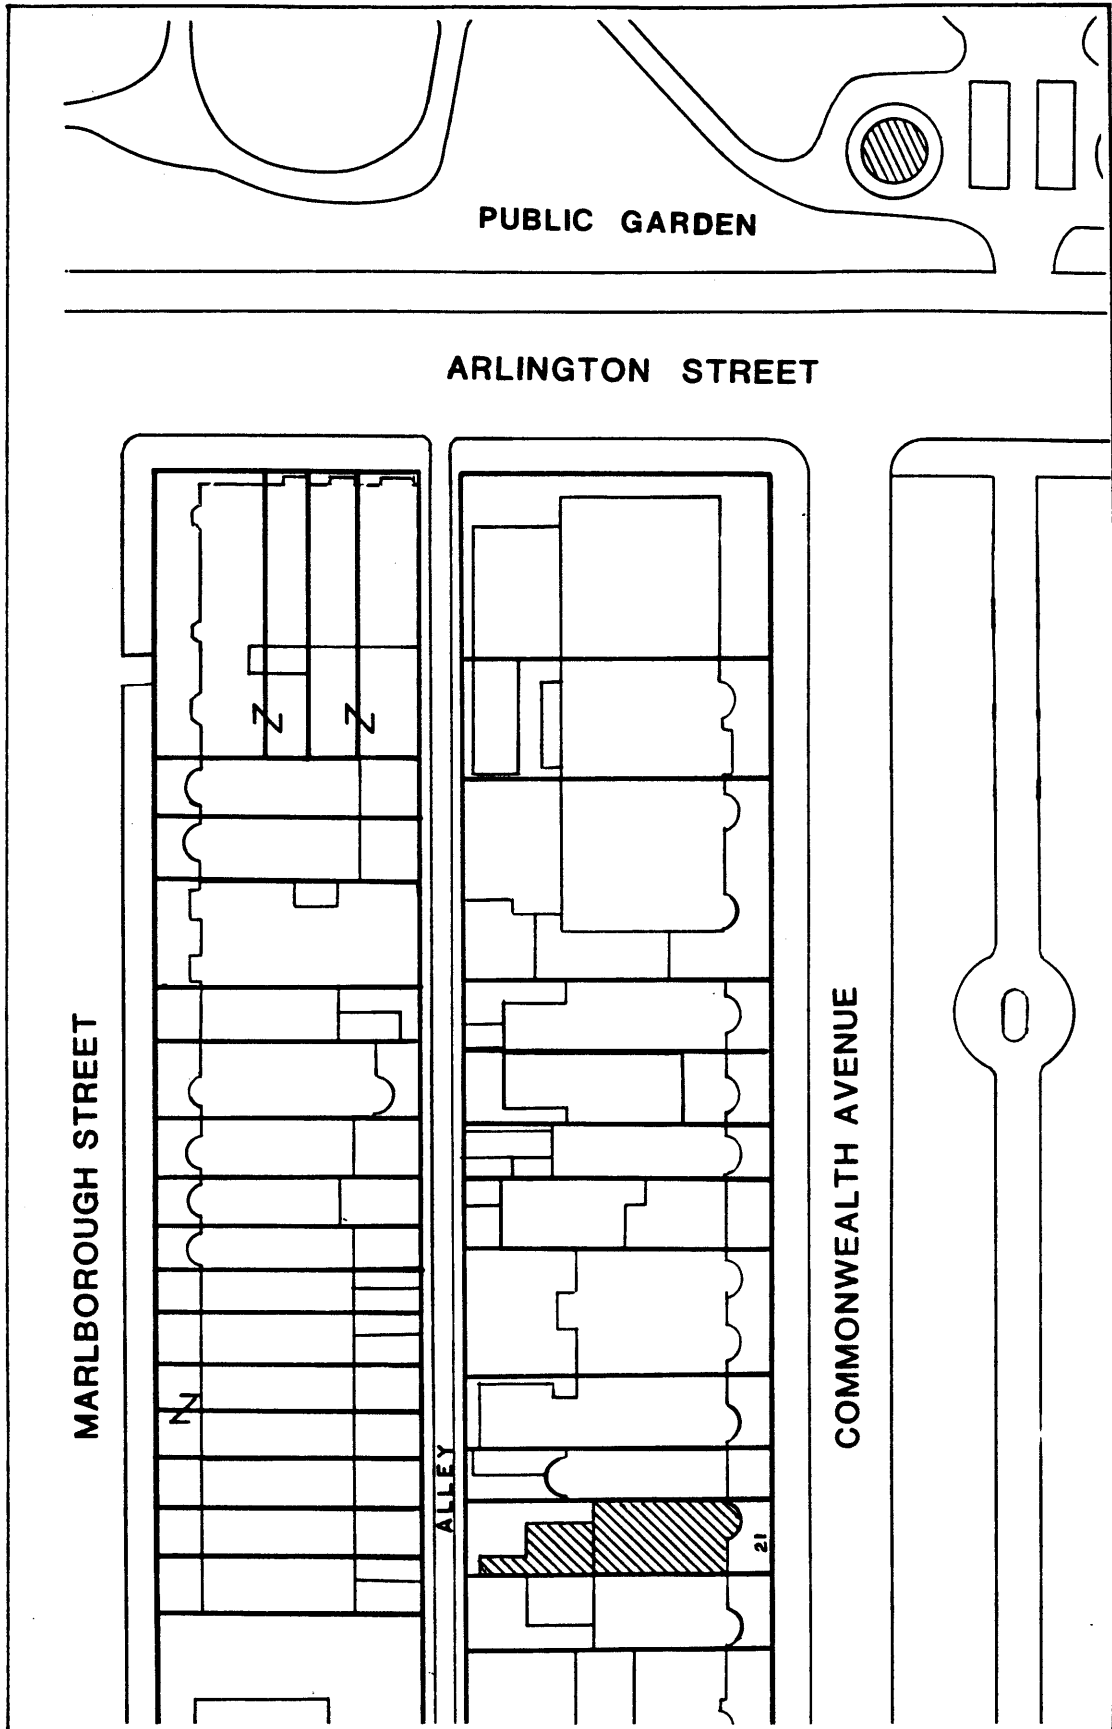 PUBLIC GARDEN
ARLINGTON STREET
MARLBOROUGH STREET
COMMONWEALTH AVENUE
ALLEY
21